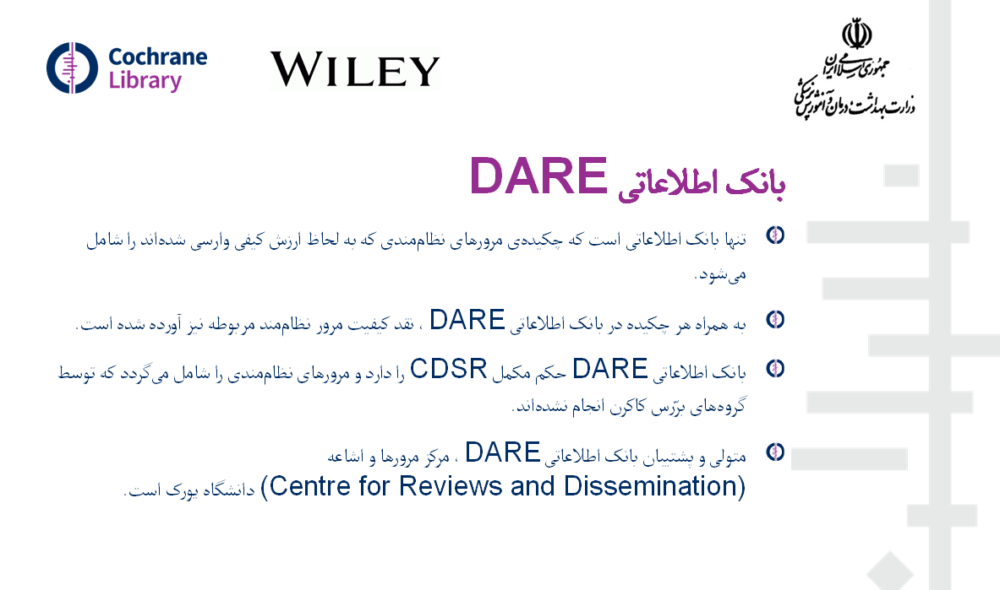 Cochrane
Library
WILEY
جمهوری اسلامی ایران
وزارت بهداشت، درمان و آموزش پزشکی
بانک اطلاعاتی DARE
تنها بانک اطلاعاتی است که چکیده‌ی مرورهای نظام‌مندی که به لحاظ ارزش کیفی وارسی شده‌اند را شامل
می‌شود.
به همراه هر چکیده در بانک اطلاعاتی DARE ، نقد کیفیت مرور نظام‌مند مربوطه نیز آورده شده است.
بانک اطلاعاتی DARE حکم مکمل CDSR را دارد و مرورهای نظام‌مندی را شامل می‌گردد که توسط
گروه‌های برّرس کاکرن انجام نشده‌اند.
متولی و پشتیبان بانک اطلاعاتی DARE ، مرکز مرورها و اشاعه
(Centre for Reviews and Dissemination) دانشگاه یورک است.